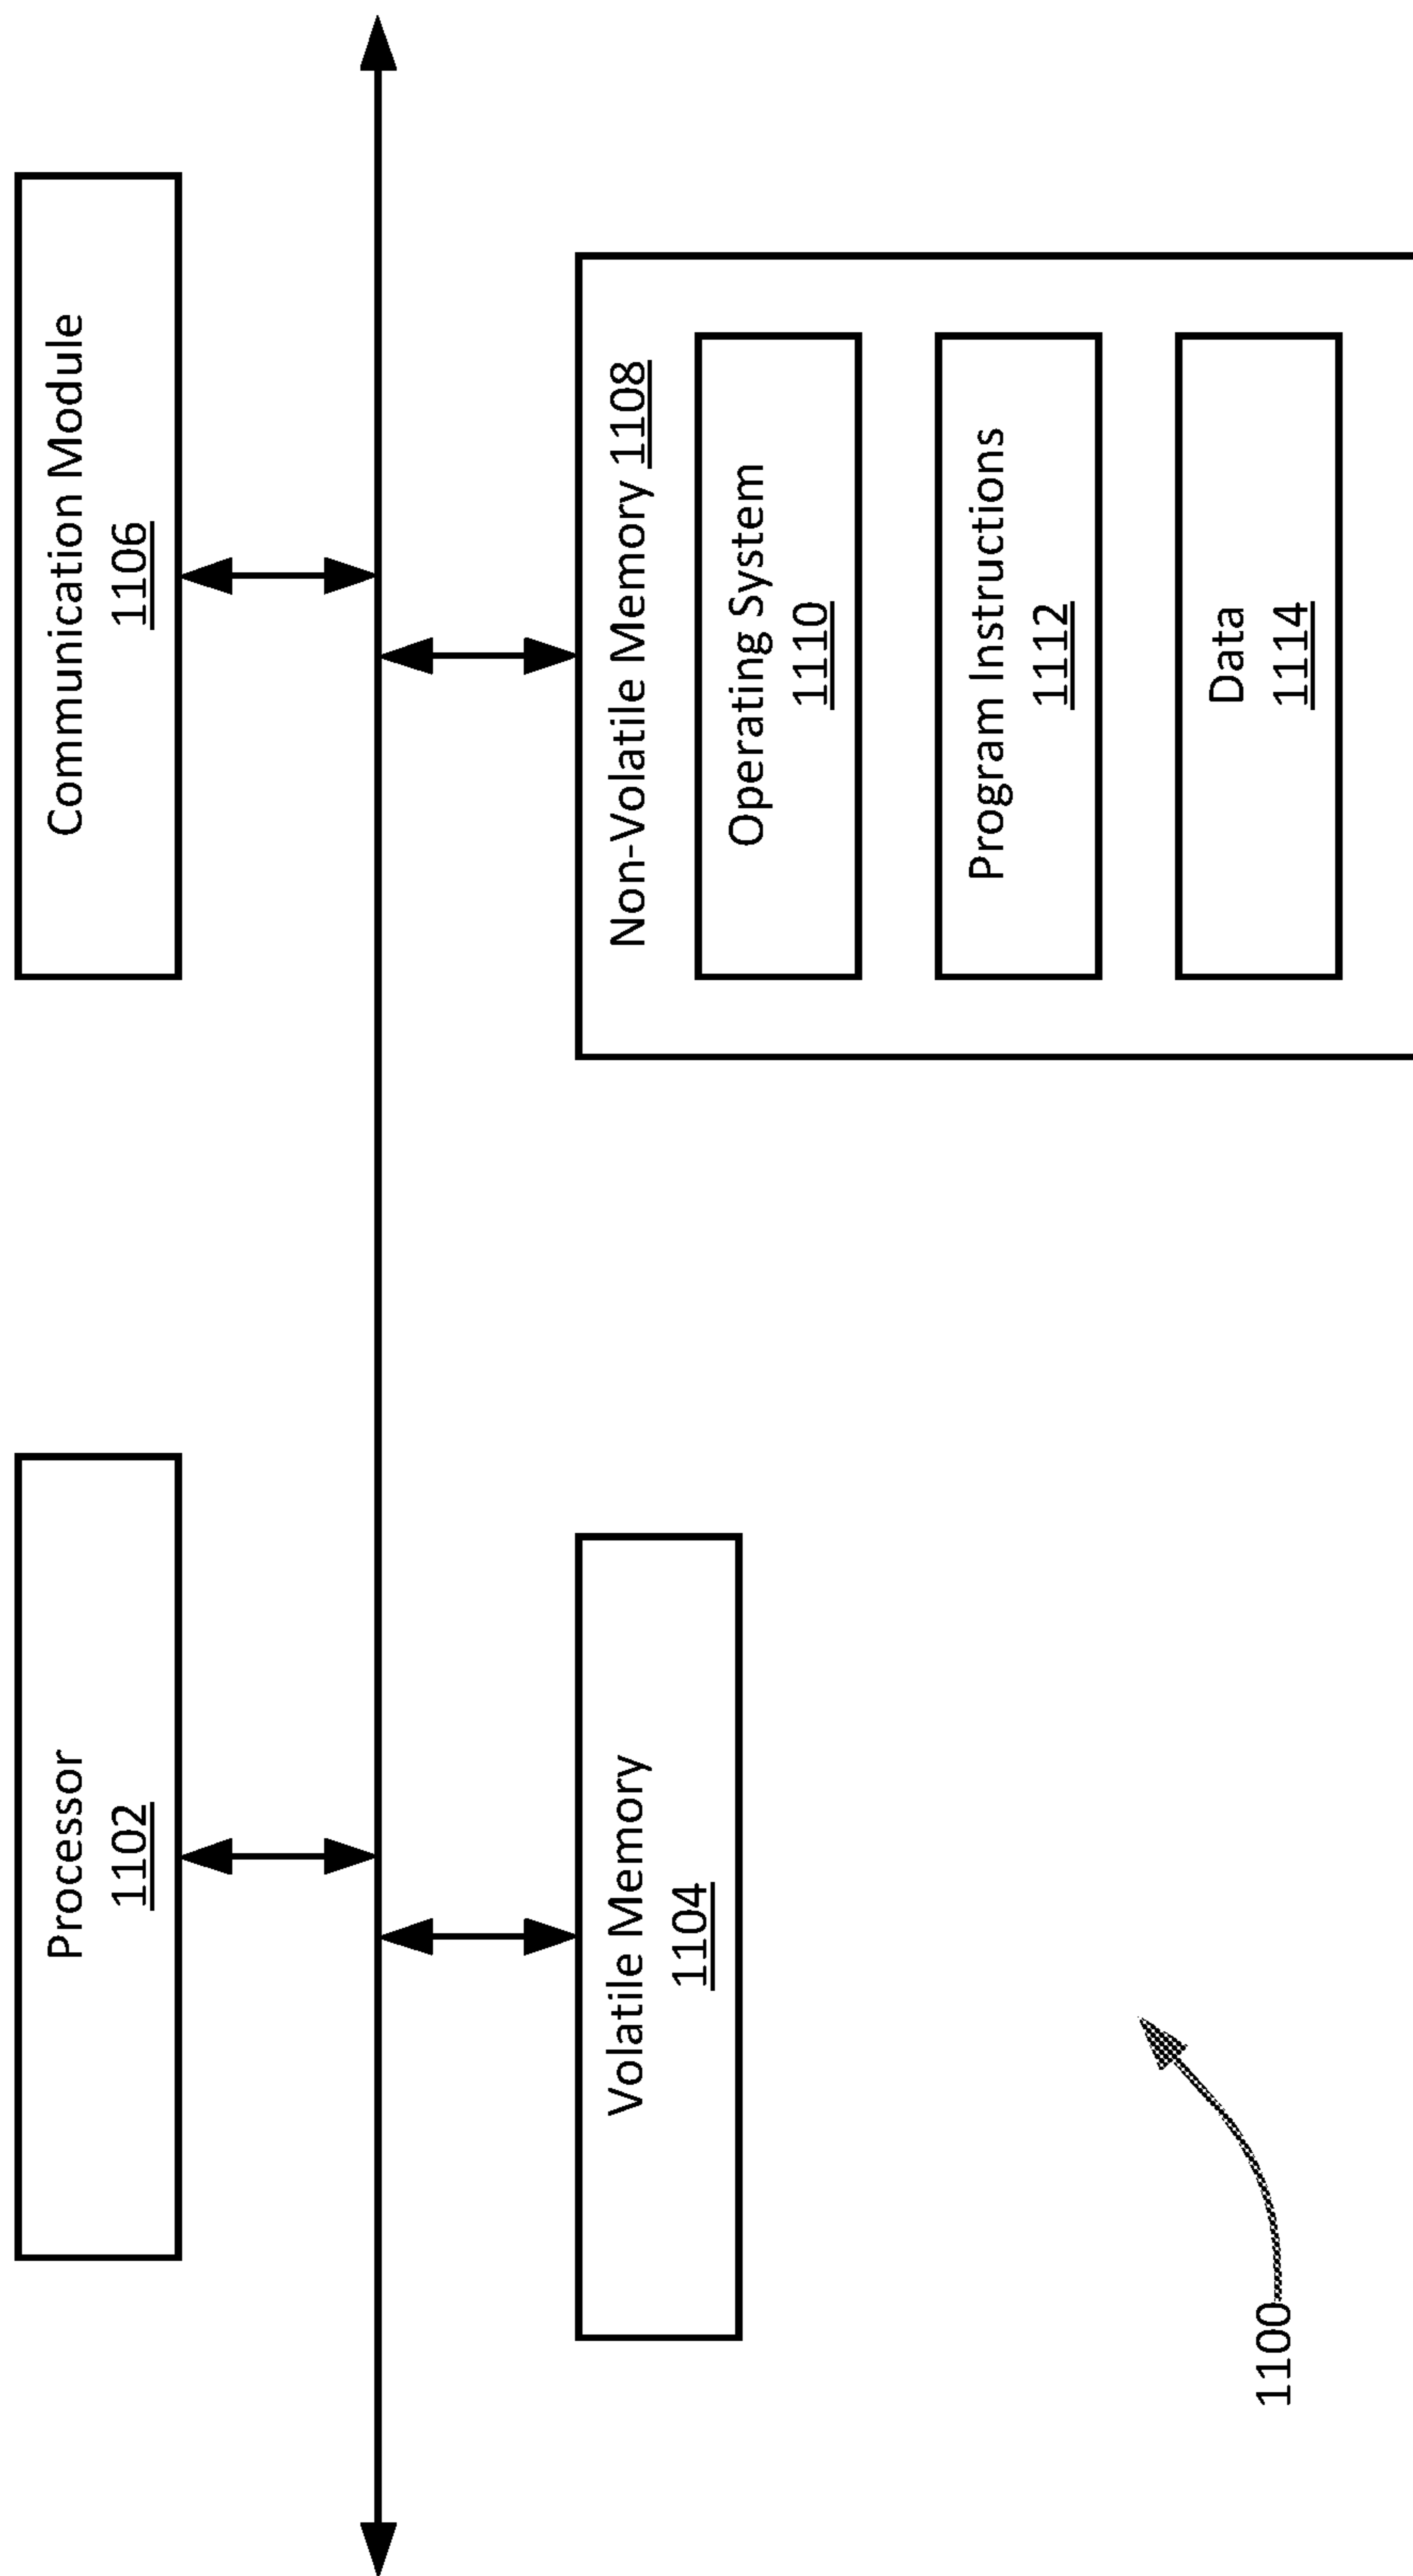 Processor
1102
Communication Module
1106
Volatile Memory
1104
Non-Volatile Memory 1108
Operating System
1110
Program Instructions
1112
Data
1114
1100